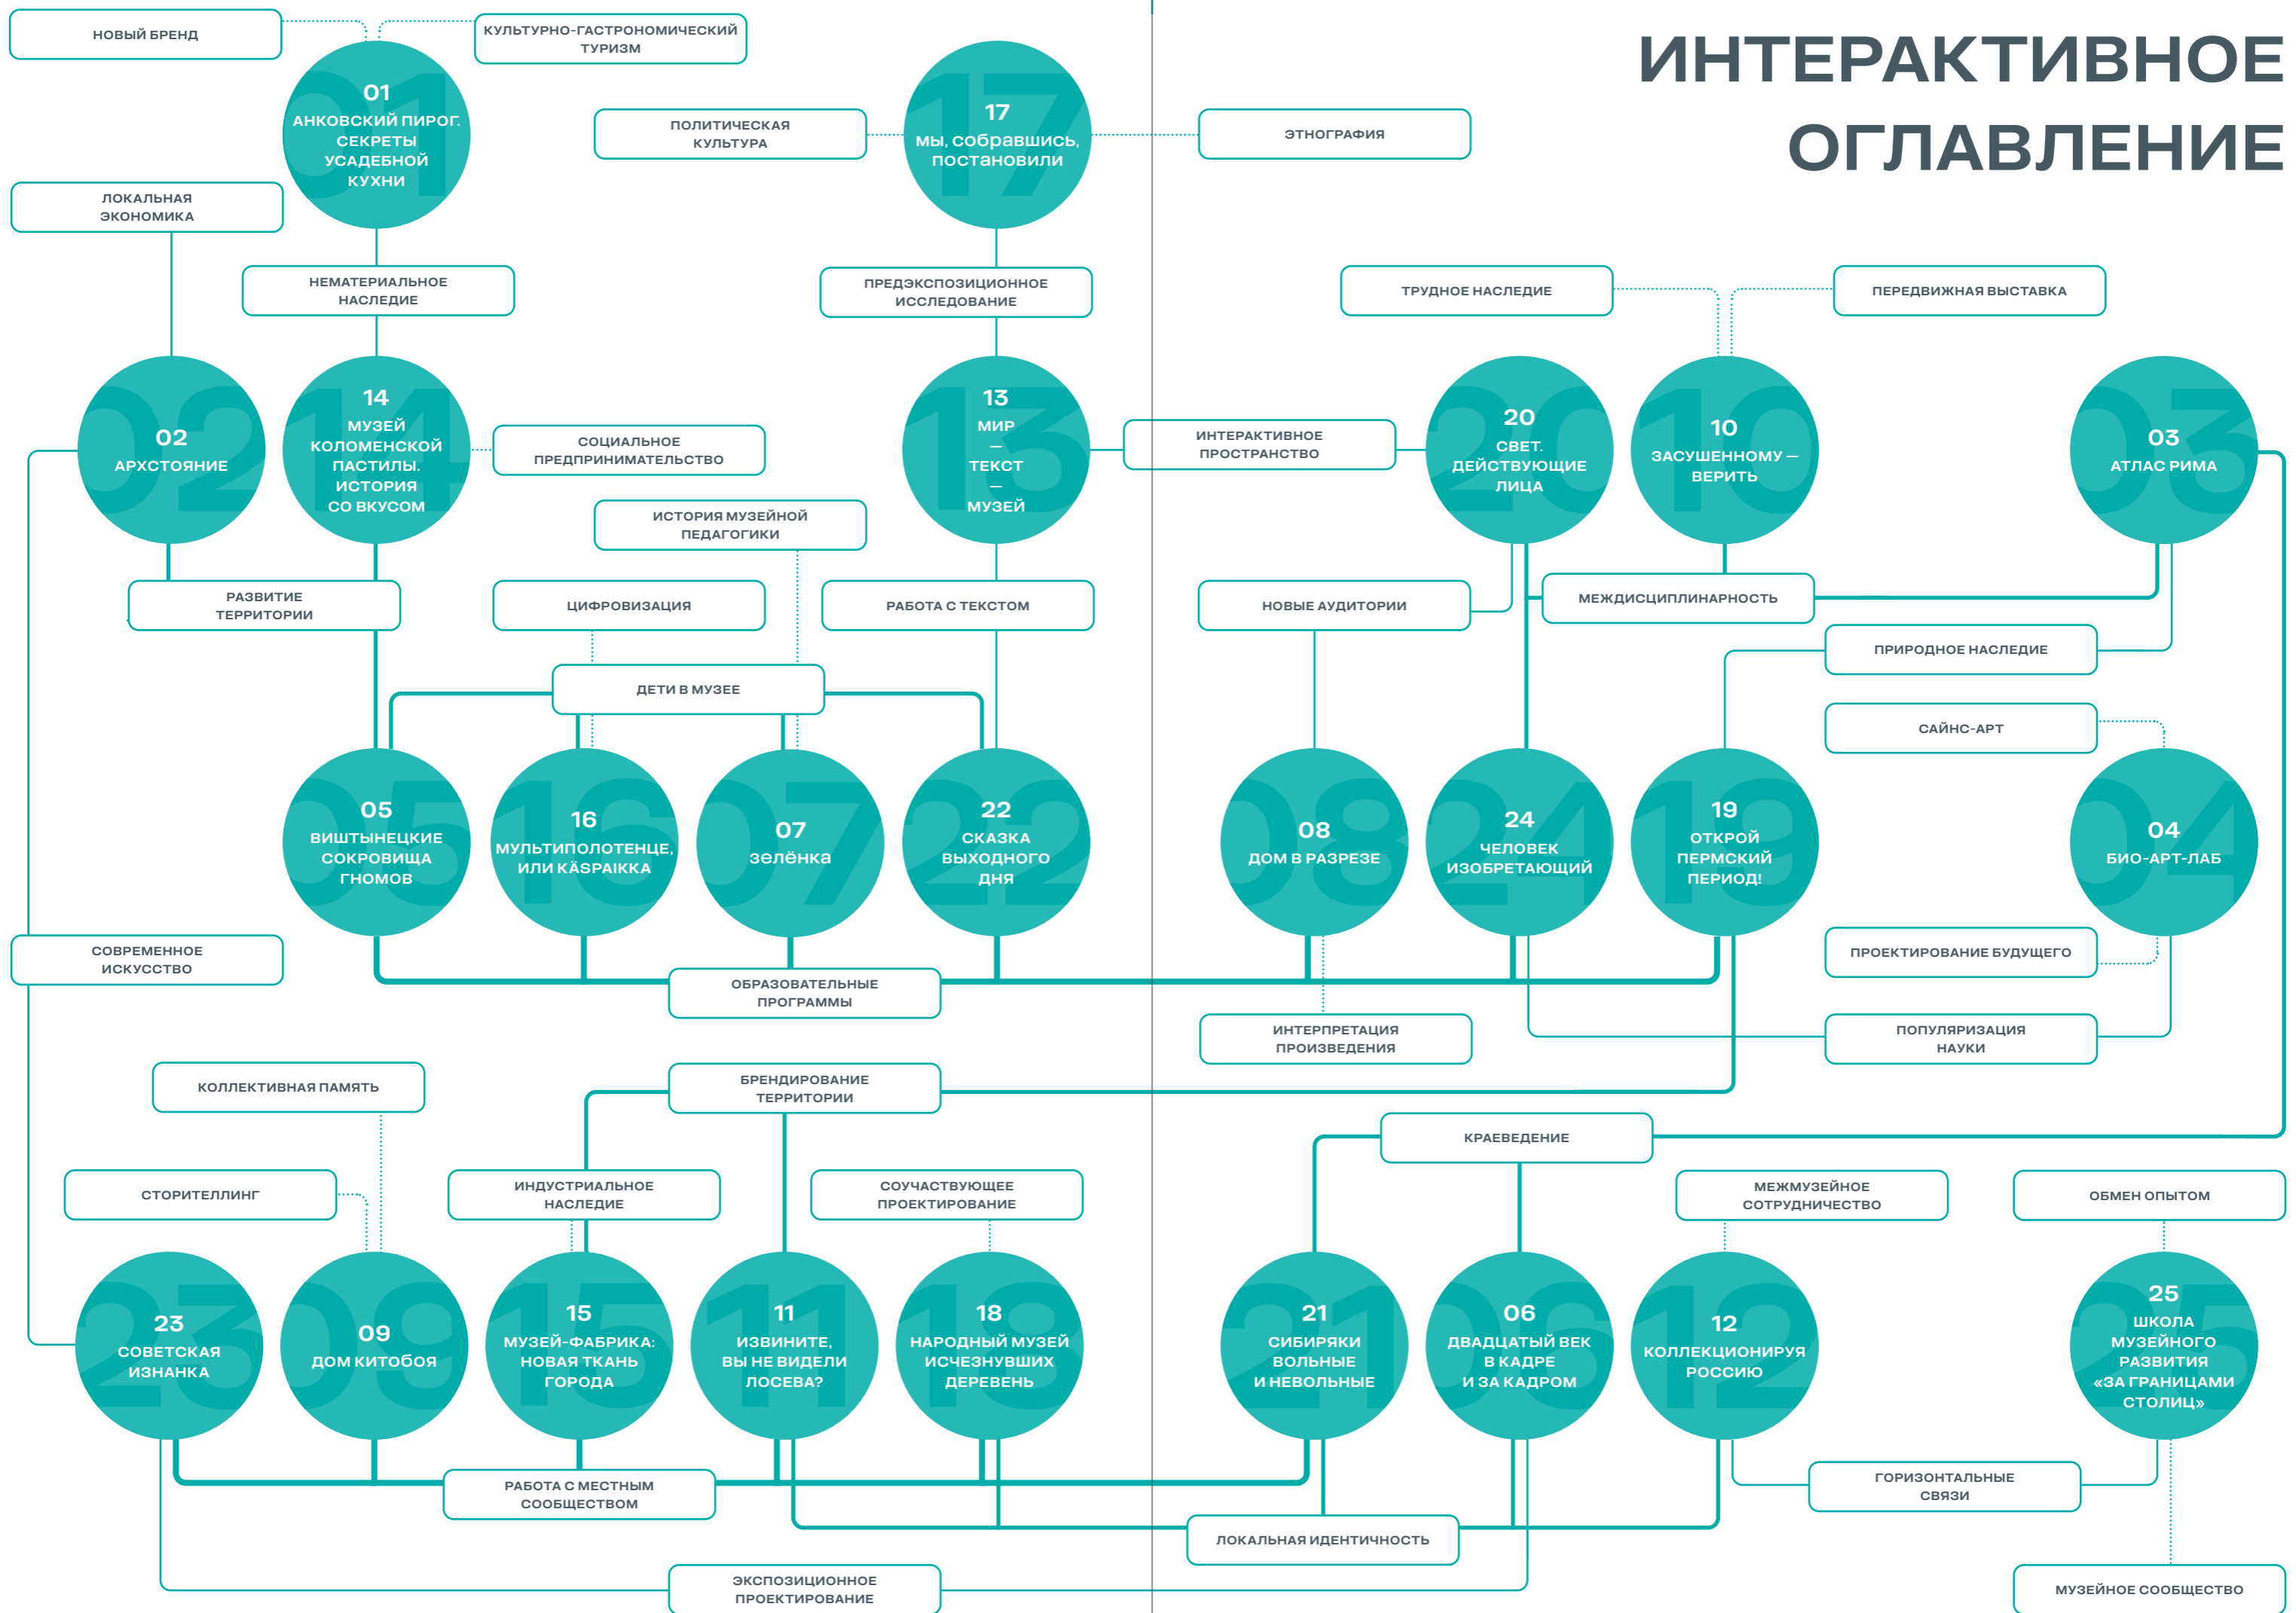 ИНТЕРАКТИВНОЕ
ОГЛАВЛЕНИЕ
НОВЫЙ БРЕНД
КУЛЬТУРНО-ГАСТРОНОМИЧЕСКИЙ
ТУРИЗМ
01
АНКОВСКИЙ ПИРОГ.
СЕКРЕТЫ
УСАДЕБНОЙ
КУХНИ
ПОЛИТИЧЕСКАЯ
КУЛЬТУРА
17
мы, собравшись,
постановили
ЭТНОГРАФИЯ
ЛОКАЛЬНАЯ
ЭКОНОМИКА
НЕМАТЕРИАЛЬНОЕ
НАСЛЕДИЕ
ПРЕДЭКСПОЗИЦИОННОЕ
ИССЛЕДОВАНИЕ
ТРУДНОЕ НАСЛЕДИЕ
ПЕРЕДВИЖНАЯ ВЫСТАВКА
02
АРХСТОЯНИЕ
14
МУЗЕЙ
КОЛОМЕНСКОЙ
ПАСТИЛЫ.
ИСТОРИЯ
СО ВКУСОМ
СОЦИАЛЬНОЕ
ПРЕДПРИНИМАТЕЛЬСТВО
13
МИР
—
ТЕКСТ
—
МУЗЕЙ
ИНТЕРАКТИВНОЕ
ПРОСТРАНСТВО
20
СВЕТ.
ДЕЙСТВУЮЩИЕ
ЛИЦА
10
ЗАСУШЕННОМУ —
ВЕРИТЬ
03
АТЛАС РИМА
ИСТОРИЯ МУЗЕЙНОЙ
ПЕДАГОГИКИ
РАЗВИТИЕ
ТЕРРИТОРИИ
ЦИФРОВИЗАЦИЯ
РАБОТА С ТЕКСТОМ
НОВЫЕ АУДИТОРИИ
МЕЖДИСЦИПЛИНАРНОСТЬ
ПРИРОДНОЕ НАСЛЕДИЕ
ДЕТИ В МУЗЕЕ
САЙНС-АРТ
05
ВИШТЫНЕЦКИЕ
СОКРОВИЩА
ГНОМОВ
16
МУЛЬТИПОЛОТЕНЦЕ,
ИЛИ KÄSPAIKKA
07
зелёнка
22
СКАЗКА
ВЫХОДНОГО
ДНЯ
08
ДОМ В РАЗРЕЗЕ
24
ЧЕЛОВЕК
ИЗОБРЕТАЮЩИЙ
19
ОТКРОЙ
ПЕРМСКИЙ
ПЕРИОД!
04
БИО-АРТ-ЛАБ
СОВРЕМЕННОЕ
ИСКУССТВО
ОБРАЗОВАТЕЛЬНЫЕ
ПРОГРАММЫ
ПРОЕКТИРОВАНИЕ БУДУЩЕГО
ИНТЕРПРЕТАЦИЯ
ПРОИЗВЕДЕНИЯ
ПОПУЛЯРИЗАЦИЯ
НАУКИ
КОЛЛЕКТИВНАЯ ПАМЯТЬ
БРЕНДИРОВАНИЕ
ТЕРРИТОРИИ
КРАЕВЕДЕНИЕ
СТОРИТЕЛЛИНГ
ИНДУСТРИАЛЬНОЕ
НАСЛЕДИЕ
СОУЧАСТВУЮЩЕЕ
ПРОЕКТИРОВАНИЕ
МЕЖМУЗЕЙНОЕ
СОТРУДНИЧЕСТВО
ОБМЕН ОПЫТОМ
23
СОВЕТСКАЯ
ИЗНАНКА
09
ДОМ КИТОБОЯ
15
МУЗЕЙ-ФАБРИКА:
НОВАЯ ТКАНЬ
ГОРОДА
11
ИЗВИНИТЕ,
ВЫ НЕ ВИДЕЛИ
ЛОСЕВА?
18
НАРОДНЫЙ МУЗЕЙ
ИСЧЕЗНУВШИХ
ДЕРЕВЕНЬ
21
СИБИРЯКИ
ВОЛЬНЫЕ
И НЕВОЛЬНЫЕ
06
ДВАДЦАТЫЙ ВЕК
В КАДРЕ
И ЗА КАДРОМ
12
КОЛЛЕКЦИОНИРУЯ
РОССИЮ
25
ШКОЛА
МУЗЕЙНОГО
РАЗВИТИЯ
«ЗА ГРАНИЦАМИ
СТОЛИЦ»
РАБОТА С МЕСТНЫМ
СООБЩЕСТВОМ
ГОРИЗОНТАЛЬНЫЕ
СВЯЗИ
ЛОКАЛЬНАЯ ИДЕНТИЧНОСТЬ
ЭКСПОЗИЦИОННОЕ
ПРОЕКТИРОВАНИЕ
МУЗЕЙНОЕ СООБЩЕСТВО